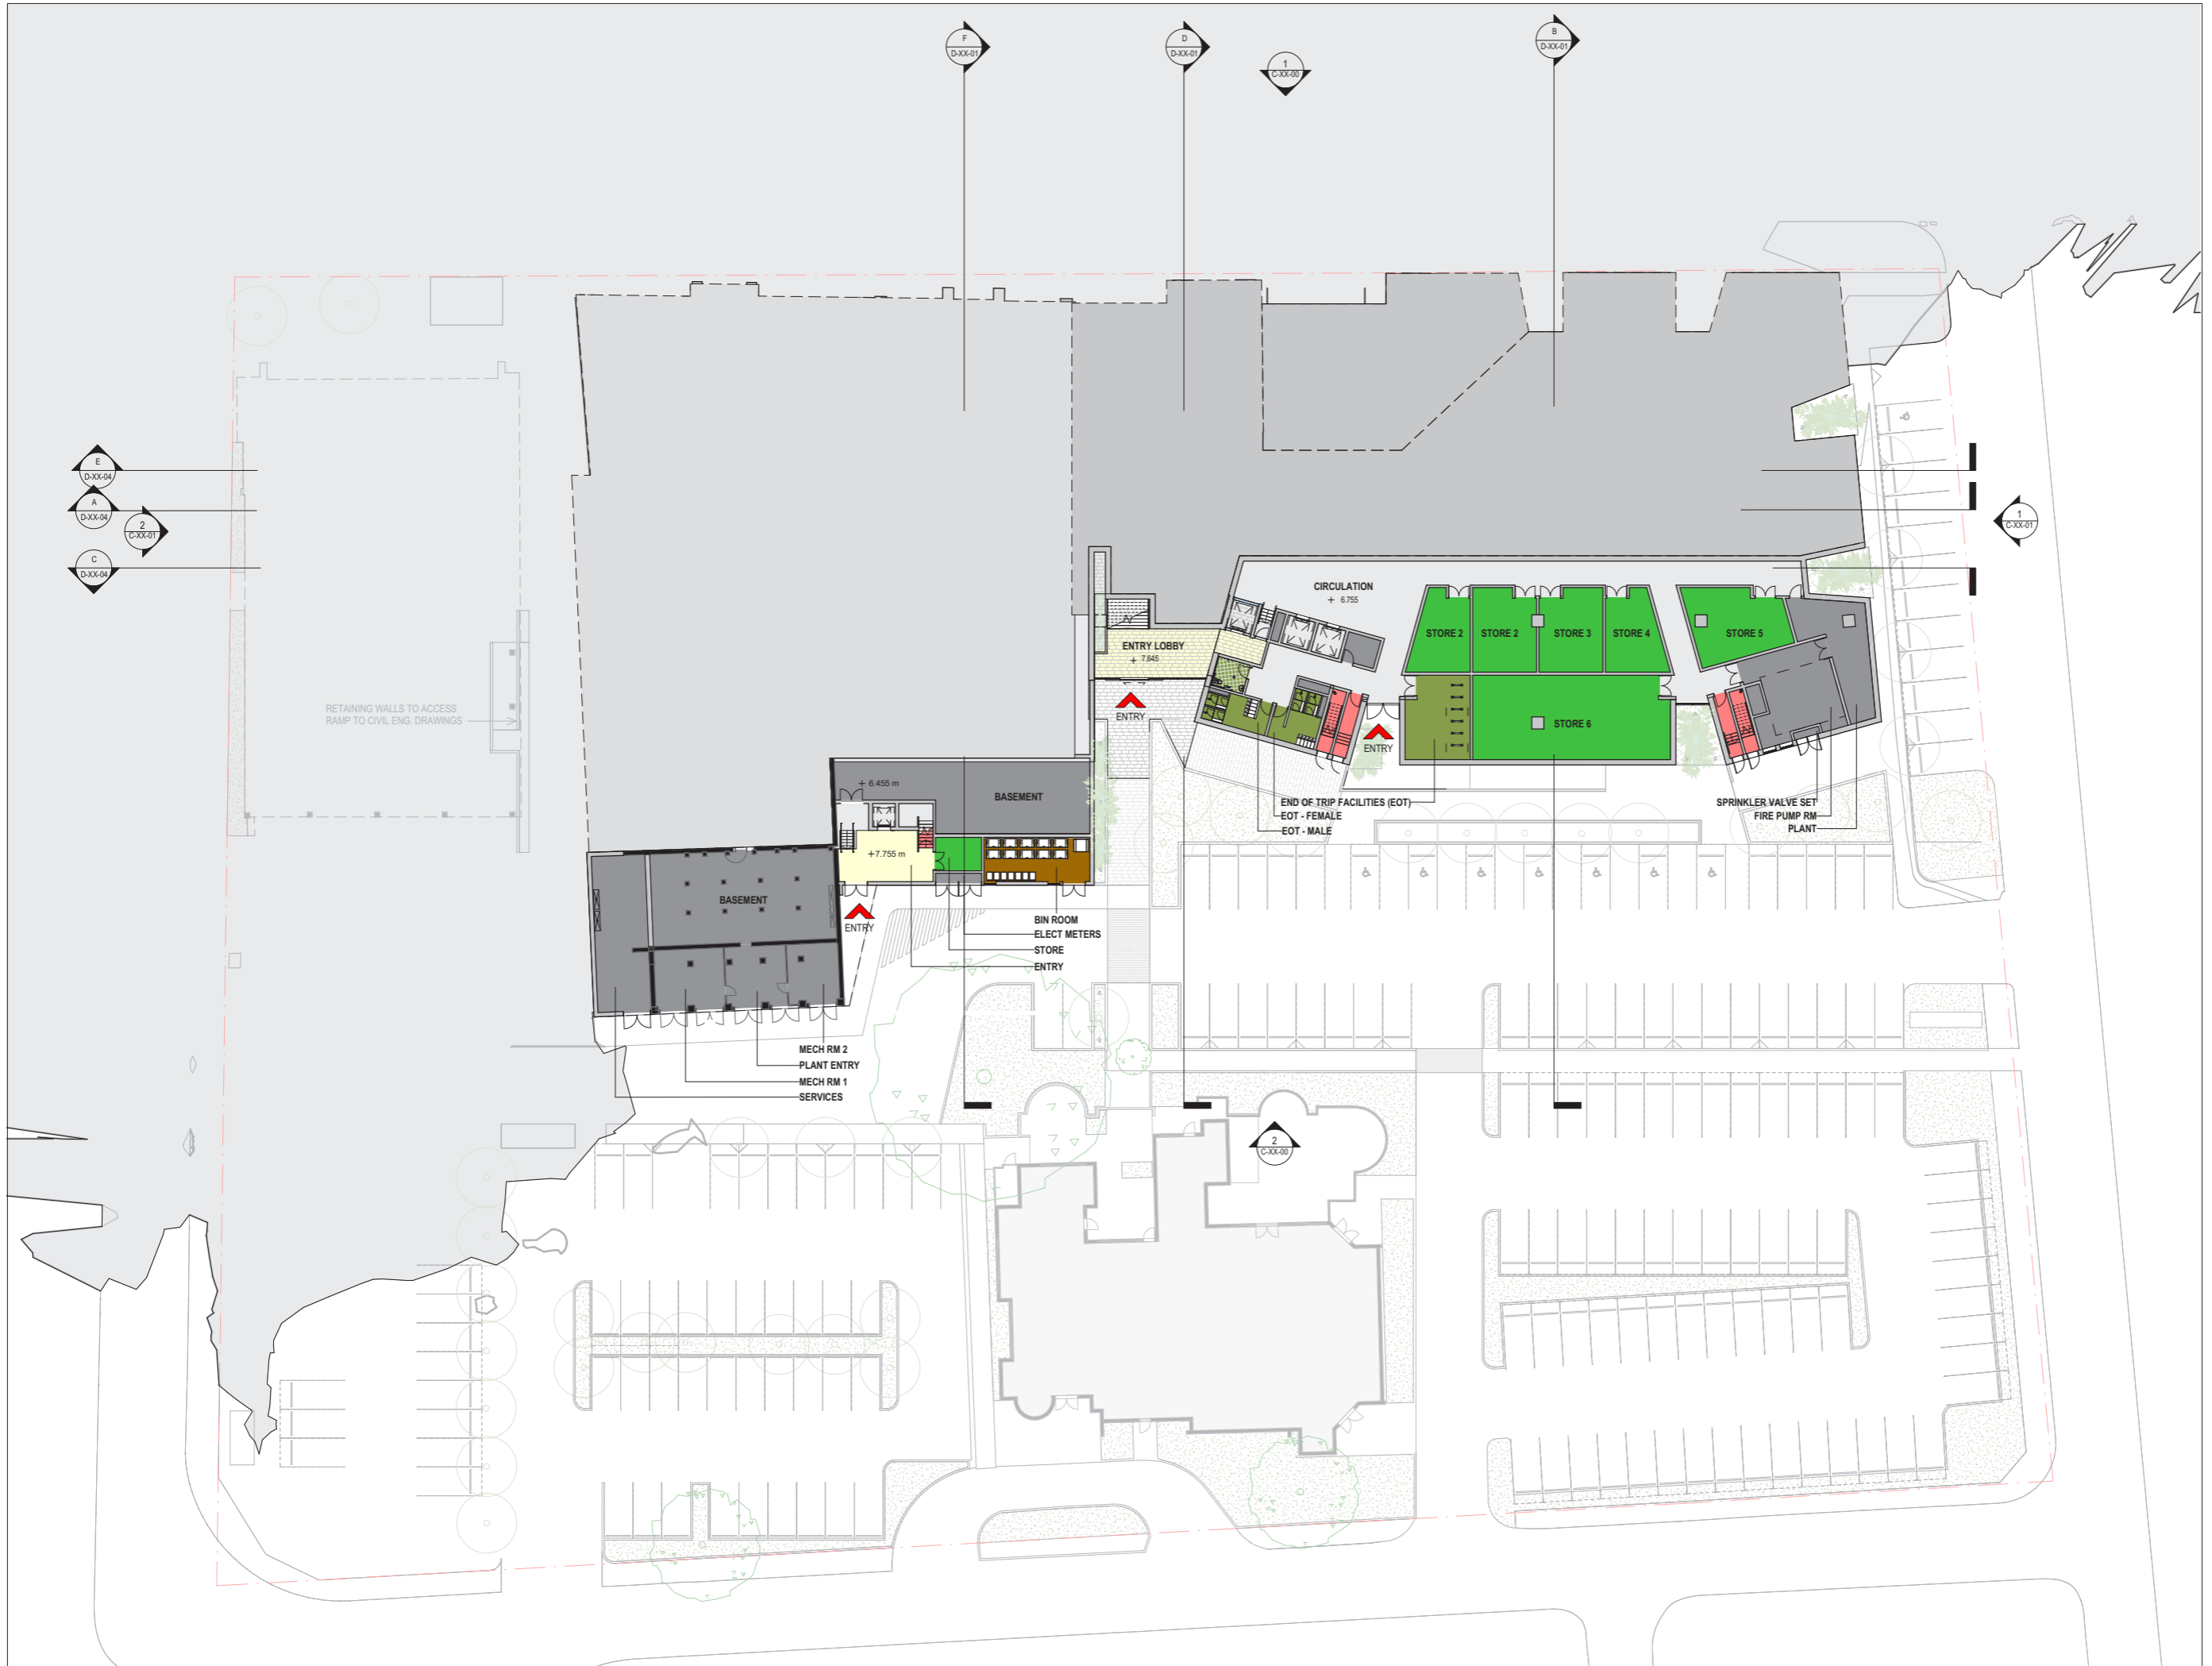 F
D-XX-01
D
D-XX-01
B
D-XX-01
1
C-XX-00
E
D-XX-04
A
D-XX-04
2
C-XX-01
C
D-XX-04
1
C-XX-01
CIRCULATION
6.755
STORE 2
STORE 2
STORE 3
STORE 4
STORE 5
ENTRY LOBBY
7.645
RETAINING WALLS TO ACCESS
RAMP TO CIVIL ENG. DRAWINGS
ENTRY
STORE 6
ENTRY
6.455 m
BASEMENT
END OF TRIP FACILITIES (EOT)
EOT - FEMALE
EOT - MALE
SPRINKLER VALVE SET
FIRE PUMP RM
PLANT
7.755 m
BASEMENT
ENTRY
BIN ROOM
ELECT METERS
STORE
ENTRY
MECH RM 2
PLANT ENTRY
MECH RM 1
SERVICES
2
C-XX-00